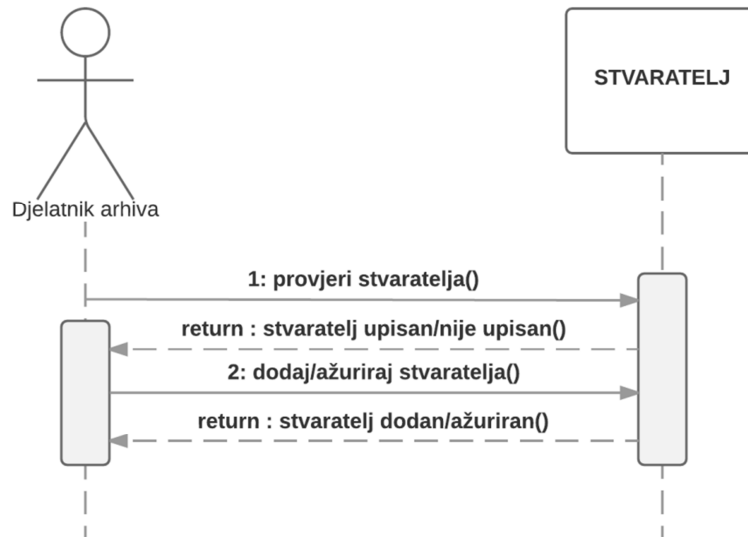 STVARATELJ
Djelatnik arhiva
1: provjeri stvaratelja()
return : stvaratelj upisan/nije upisan()
2: dodaj/ažuriraj stvaratelja()
return : stvaratelj dodan/ažuriran()